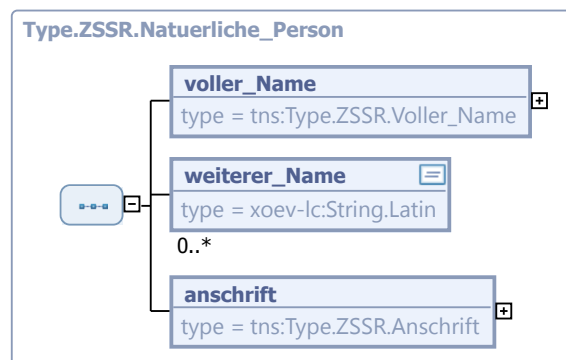 Type.ZSSR.Natuerliche_Person
voller_Name
type = tns:Type.ZSSR.Voller_Name
weiterer_Name
type = xoev-lc:String.Latin
0..*
anschrift
type = tns:Type.ZSSR.Anschrift